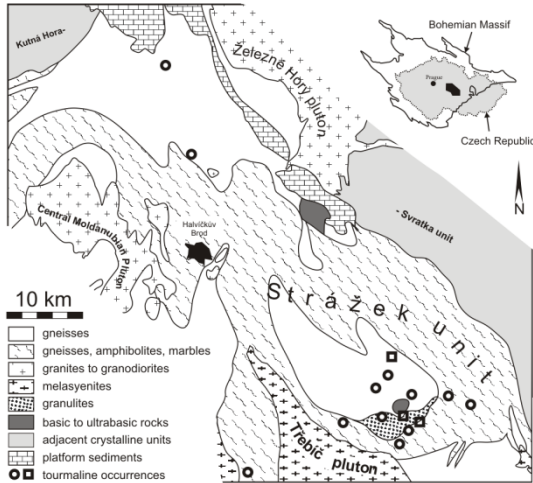 Kutná Hora-
Železné Hory pluton
Bohemian Massif
Prague
Czech Republic
N
- Svratka unit
Central Moldanubian Pluton
Halvíčkův
Brod
Strážek unit
Třebíč pluton
10 km
gneisses
gneisses, amphibolites, marbles
granites to granodiorites
melasyenites
granulites
basic to ultrabasic rocks
adjacent crystalline units
platform sediments
tourmaline occurrences